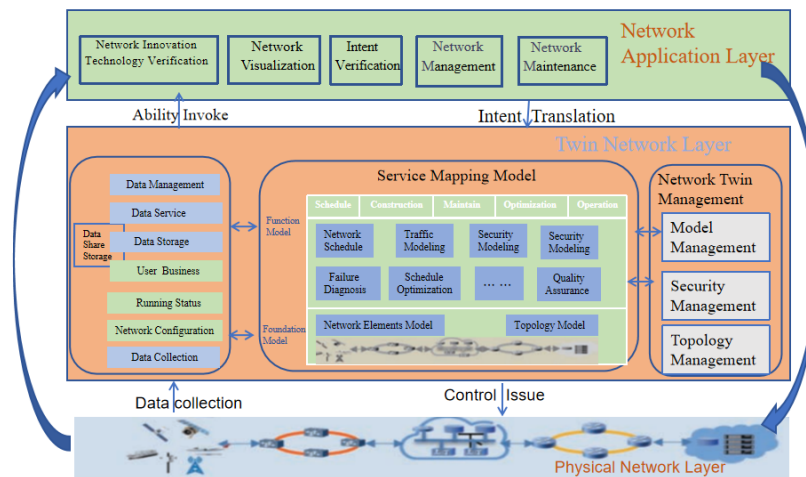 Network Innovation
Technology Verification
Network
Visualization
Intent
Verification
Network
Management
Network
Maintenance
Network
Application Layer
Ability Invoke
Intent Translation
Twin Network Layer
Data Management
Data Service
Data
Share
Storage
Data Storage
User Business
Running Status
Network Configuration
Data Collection
Function
Model
Foundation
Model
Service Mapping Model
Schedule
Construction
Maintain
Optimization
Operation
Network
Schedule
Traffic
Modeling
Security
Modeling
Security
Modeling
Failure
Diagnosis
Schedule
Optimization
... ...
Quality
Assurance
Network Elements Model
Topology Model
Network Twin
Management
Model
Management
Security
Management
Topology
Management
Data collection
Control Issue
Physical Network Layer